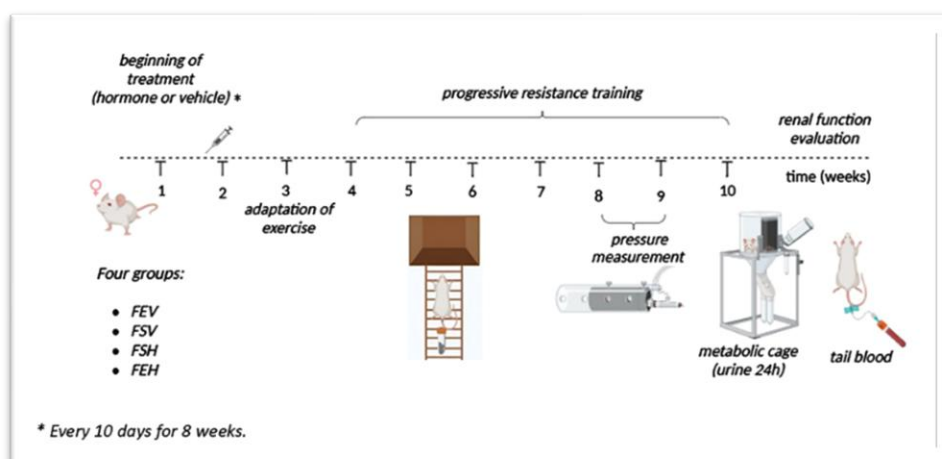 beginning of
treatment
(hormone or vehicle) *
progressive resistance training
renal function
evaluation
time (weeks)
1 2 3 4 5 6 7 8 9 10
adaptation of
exercise
pressure
measurement
Four groups:
• FEV
• FSV
• FSH
• FEH
metabolic cage
(urine 24h)
tail blood
* Every 10 days for 8 weeks.